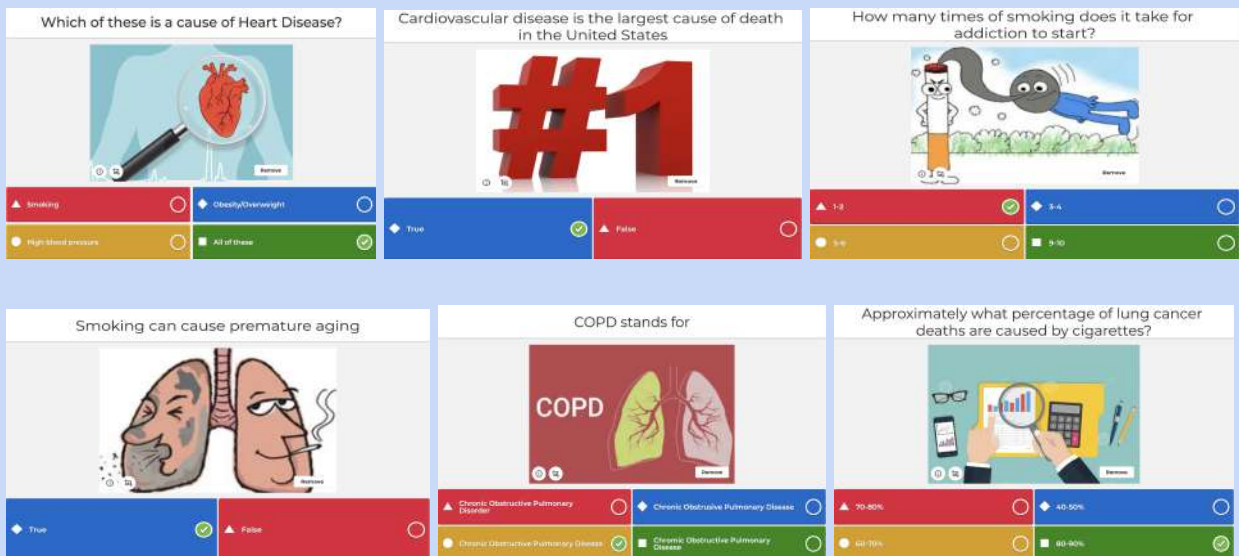 Which of these is a cause of Heart Disease?
Remove
Smoking
Obesity/Overweight
High blood pressure
All of these
Cardiovascular disease is the largest cause of death
in the United States
#1
Remove
True
False
How many times of smoking does it take for
addiction to start?
Remove
3-4
9-10
Smoking can cause premature aging
Remove
True
False
COPD stands for
COPD
Remove
Chronic Obstructive Pulmonary
Disorder
Chronic Obstrusive Pulmonary Disease
Chronic Obstructive Pulmonary Disease
Chromic Obstructive Pulmonary
Disease
Approximately what percentage of lung cancer
deaths are caused by cigarettes?
Remove
70-80%
40-50%
60-70%
80-90%